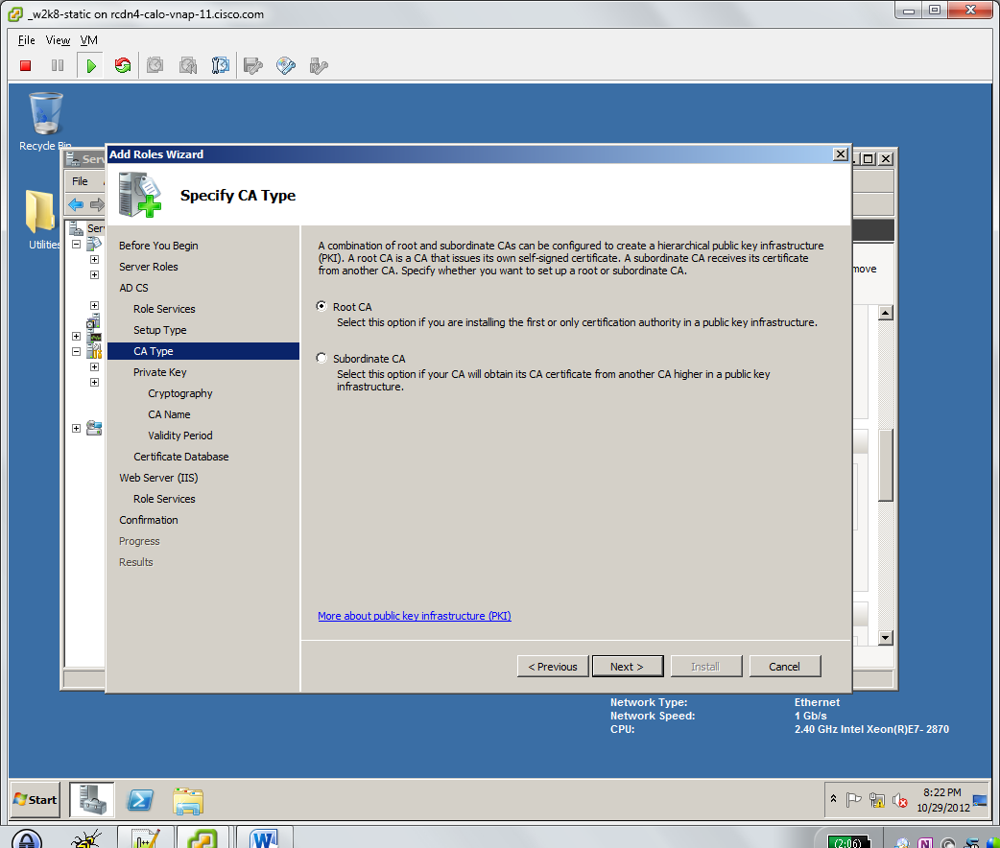 _w2k8-static on rcdn4-calo-vnap-11.cisco.com
File View VM
Recycle Bin
Utilities
Serv
File
Ser
move
Add Roles Wizard
Specify CA Type
Before You Begin
Server Roles
AD CS
Role Services
Setup Type
CA Type
Private Key
Cryptography
CA Name
Validity Period
Certificate Database
Web Server (IIS)
Role Services
Confirmation
Progress
Results
A combination of root and subordinate CAs can be configured to create a hierarchical public key infrastructure
(PKI). A root CA is a CA that issues its own self-signed certificate. A subordinate CA receives its certificate
from another CA. Specify whether you want to set up a root or subordinate CA.
Root CA
Select this option if you are installing the first or only certification authority in a public key infrastructure.
Subordinate CA
Select this option if your CA will obtain its CA certificate from another CA higher in a public key
infrastructure.
More about public key infrastructure (PKI)
< Previous Next > Install Cancel
Network Type: Ethernet
Network Speed: 1 Gb/s
CPU: 2.40 GHz Intel Xeon(R)E7- 2870
Start
8:22 PM
10/29/2012
(2:06)